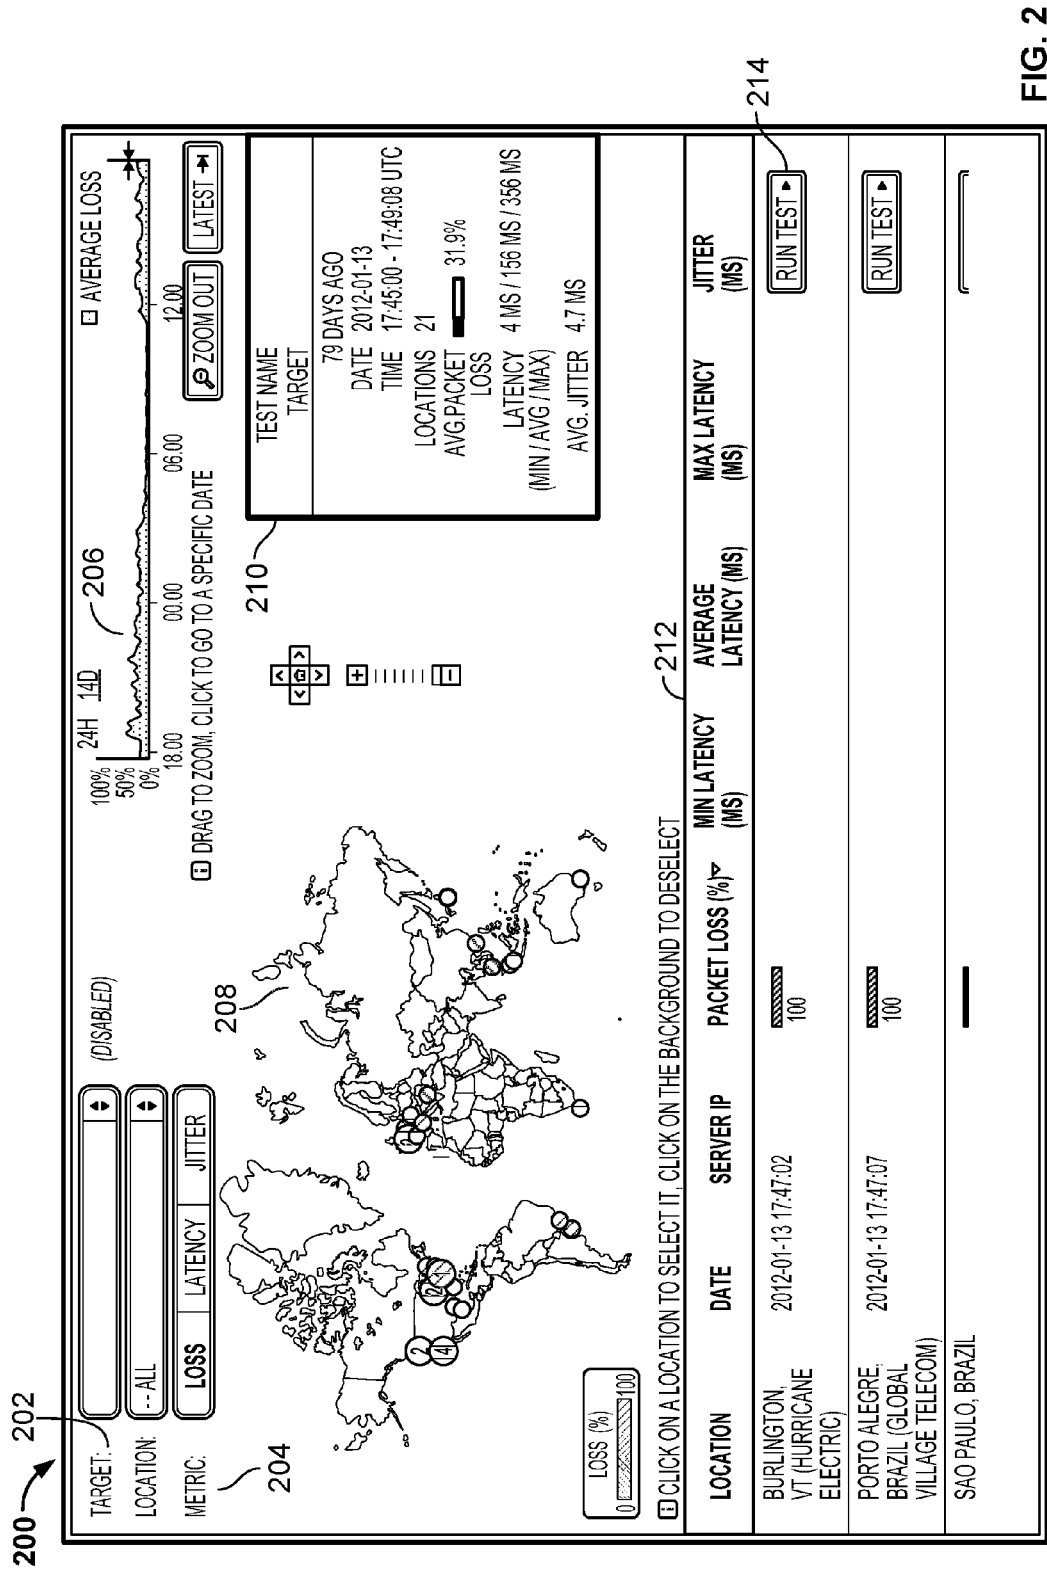 200
202
TARGET:
(DISABLED)
LOCATION:
-- ALL
METRIC:
LOSS LATENCY JITTER
204
24H 14D
206
AVERAGE LOSS
100%
50%
0%
18.00 00.00 06.00 12.00
DRAG TO ZOOM, CLICK TO GO TO A SPECIFIC DATE
ZOOM OUT
LATEST
208
2
4
2
210
TEST NAME
TARGET
79 DAYS AGO
DATE 2012-01-13
TIME 17:45:00 - 17:49:08 UTC
LOCATIONS 21
AVG.PACKET 31.9%
LOSS
LATENCY 4 MS / 156 MS / 356 MS
(MIN / AVG / MAX)
AVG. JITTER 4.7 MS
LOSS (%)
0 100
CLICK ON A LOCATION TO SELECT IT, CLICK ON THE BACKGROUND TO DESELECT
212
LOCATION DATE SERVER IP PACKET LOSS (%) MIN LATENCY (MS) AVERAGE LATENCY (MS) MAX LATENCY (MS) JITTER (MS)
BURLINGTON, 2012-01-13 17:47:02 RUN TEST
VT (HURRICANE 100
ELECTRIC)
214
PORTO ALEGRE, 2012-01-13 17:47:07 RUN TEST
BRAZIL (GLOBAL 100
VILLAGE TELECOM)
SAO PAULO, BRAZIL
FIG. 2